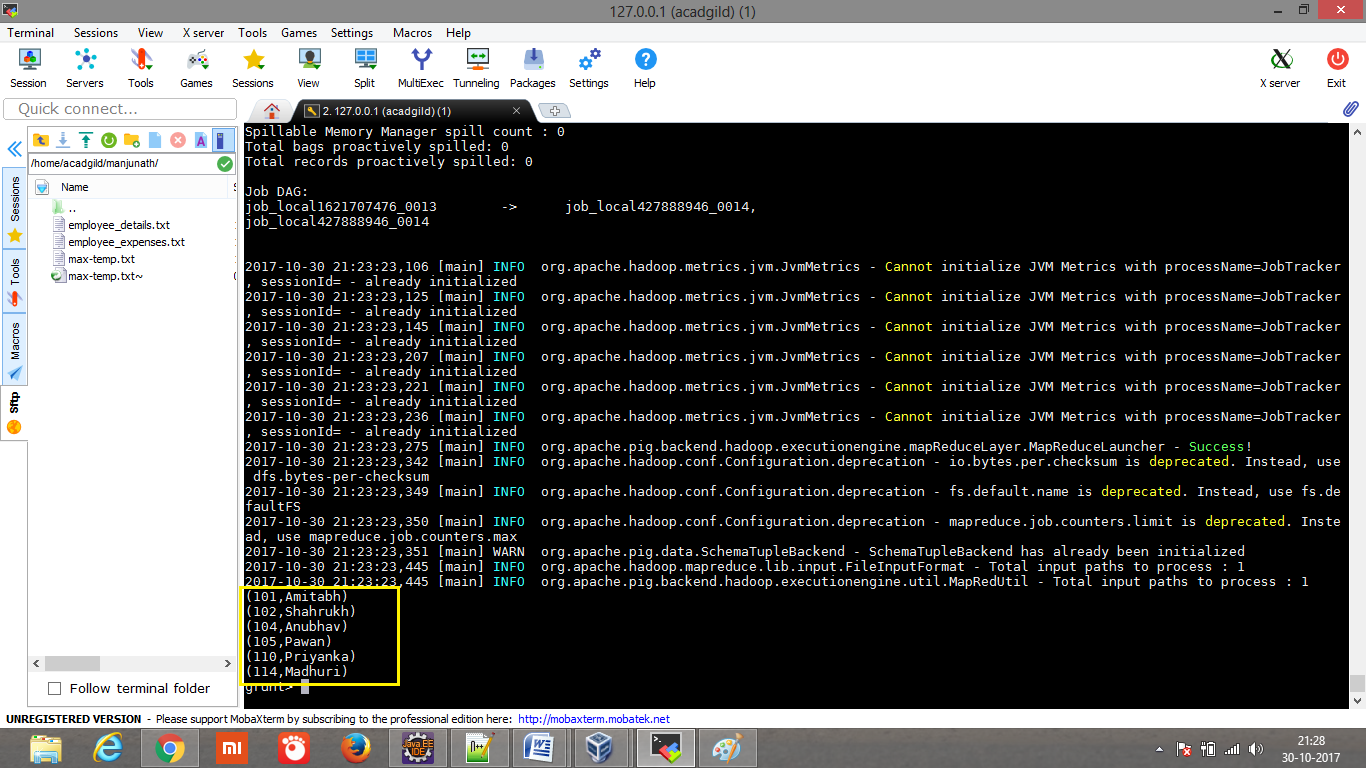 127.0.0.1 (acadgild) (1)
Terminal Sessions View X server Tools Games Settings Macros Help
Session Servers Tools Games Sessions View Split MultiExec Tunneling Packages Settings Help X server Exit
Quick connect...
2. 127.0.0.1 (acadgild) (1)
/home/acadgild/manjunath/
Name
..
employee_details.txt
employee_expenses.txt
max-temp.txt
max-temp.txt~
Sessions
Tools
Macros
Sftp
Follow terminal folder
Spillable Memory Manager spill count : 0
Total bags proactively spilled: 0
Total records proactively spilled: 0
Job DAG:
job_local1621707476_0013 -> job_local427888946_0014,
job_local427888946_0014
2017-10-30 21:23:23,106 [main] INFO org.apache.hadoop.metrics.jvm.JvmMetrics - Cannot initialize JVM Metrics with processName=JobTracker
, sessionId= - already initialized
2017-10-30 21:23:23,125 [main] INFO org.apache.hadoop.metrics.jvm.JvmMetrics - Cannot initialize JVM Metrics with processName=JobTracker
, sessionId= - already initialized
2017-10-30 21:23:23,145 [main] INFO org.apache.hadoop.metrics.jvm.JvmMetrics - Cannot initialize JVM Metrics with processName=JobTracker
, sessionId= - already initialized
2017-10-30 21:23:23,207 [main] INFO org.apache.hadoop.metrics.jvm.JvmMetrics - Cannot initialize JVM Metrics with processName=JobTracker
, sessionId= - already initialized
2017-10-30 21:23:23,221 [main] INFO org.apache.hadoop.metrics.jvm.JvmMetrics - Cannot initialize JVM Metrics with processName=JobTracker
, sessionId= - already initialized
2017-10-30 21:23:23,236 [main] INFO org.apache.hadoop.metrics.jvm.JvmMetrics - Cannot initialize JVM Metrics with processName=JobTracker
, sessionId= - already initialized
2017-10-30 21:23:23,275 [main] INFO org.apache.pig.backend.hadoop.executionengine.mapReduceLayer.MapReduceLauncher - Success!
2017-10-30 21:23:23,342 [main] INFO org.apache.hadoop.conf.Configuration.deprecation - io.bytes.per.checksum is deprecated. Instead, use
dfs.bytes-per-checksum
2017-10-30 21:23:23,349 [main] INFO org.apache.hadoop.conf.Configuration.deprecation - fs.default.name is deprecated. Instead, use fs.de
faultFS
2017-10-30 21:23:23,350 [main] INFO org.apache.hadoop.conf.Configuration.deprecation - mapreduce.job.counters.limit is deprecated. Inste
ad, use mapreduce.job.counters.max
2017-10-30 21:23:23,351 [main] WARN org.apache.pig.data.SchemaTupleBackend - SchemaTupleBackend has already been initialized
2017-10-30 21:23:23,445 [main] INFO org.apache.hadoop.mapreduce.lib.input.FileInputFormat - Total input paths to process : 1
2017-10-30 21:23:23,445 [main] INFO org.apache.pig.backend.hadoop.executionengine.util.MapRedUtil - Total input paths to process : 1
(101,Amitabh)
(102,Shahrukh)
(104,Anubhav)
(105,Pawan)
(110,Priyanka)
(114,Madhuri)
grunt>
UNREGISTERED VERSION - Please support MobaXterm by subscribing to the professional edition here: http://mobaxterm.mobatek.net
21:28
30-10-2017